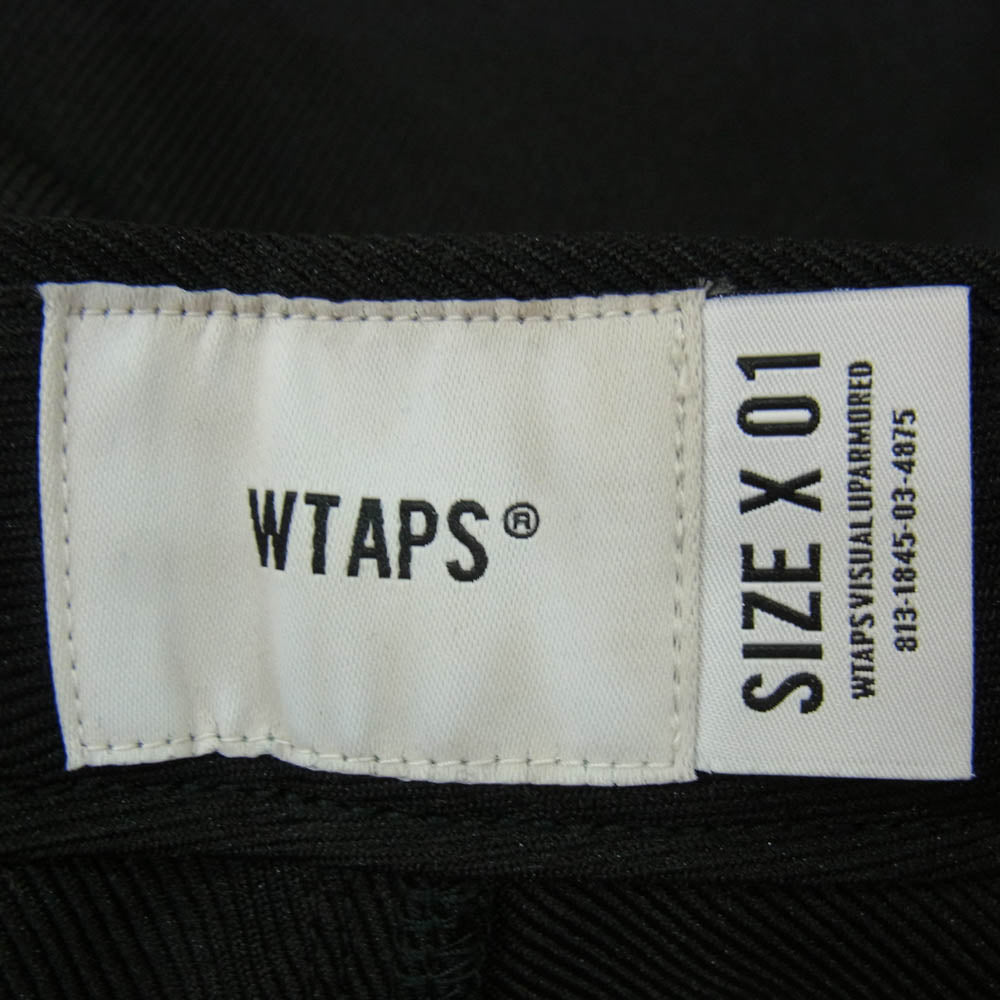 WTAPS®
SIZE X 01
WTAPS VISUAL UPARMORED
813-1845-03-4875